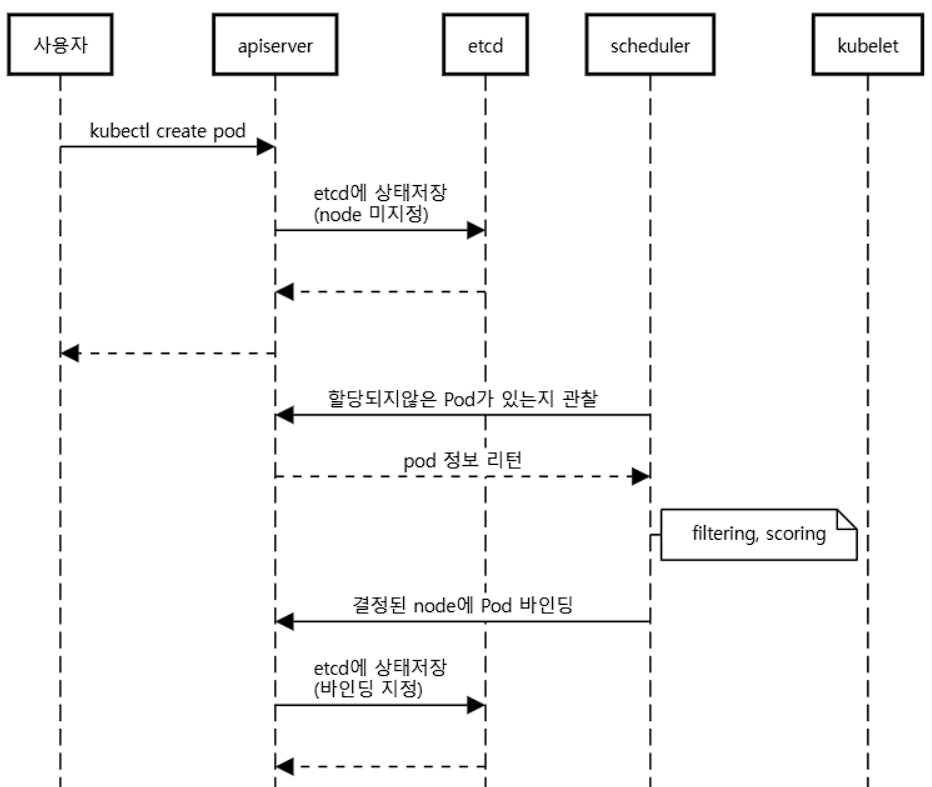 사용자
apiserver
etcd
scheduler
kubelet
kubectl create pod
etcd에 상태저장
(node 미지정)
할당되지않은 Pod가 있는지 관찰
pod 정보 리턴
filtering, scoring
결정된 node에 Pod 바인딩
etcd에 상태저장
(바인딩 지정)